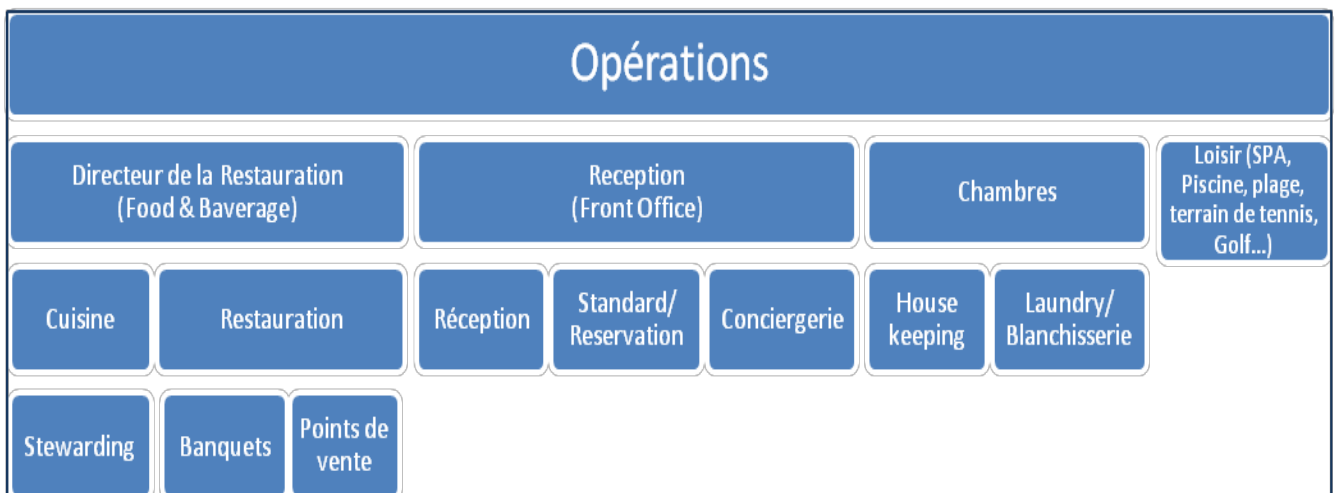 Opérations
Directeur de la Restauration
(Food & Baverage)
Reception
(Front Office)
Chambres
Loisir (SPA,
Piscine, plage,
terrain de tennis,
Golf...)
Cuisine
Restauration
Réception
Standard/
Reservation
Conciergerie
House
keeping
Laundry/
Blanchisserie
Stewarding
Banquets
Points de
vente